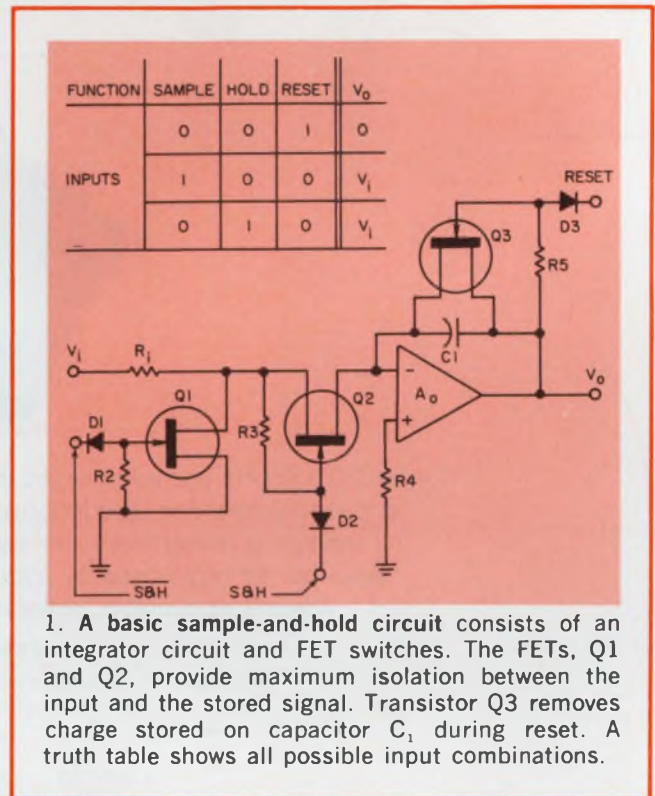 FUNCTION SAMPLE HOLD RESET Vo
0 0 1 0
INPUTS 1 0 0 Vi
0 1 0 Vi
RESET
D3
Q3
R5
C1
Vi Ri
Q1
Q2
Vo
Ao
- 
+
D1
R3
R2
R4
D2
S&H S&H
1. A basic sample-and-hold circuit consists of an
integrator circuit and FET switches. The FETs, Q1
and Q2, provide maximum isolation between the
input and the stored signal. Transistor Q3 removes
charge stored on capacitor C₁ during reset. A
truth table shows all possible input combinations.